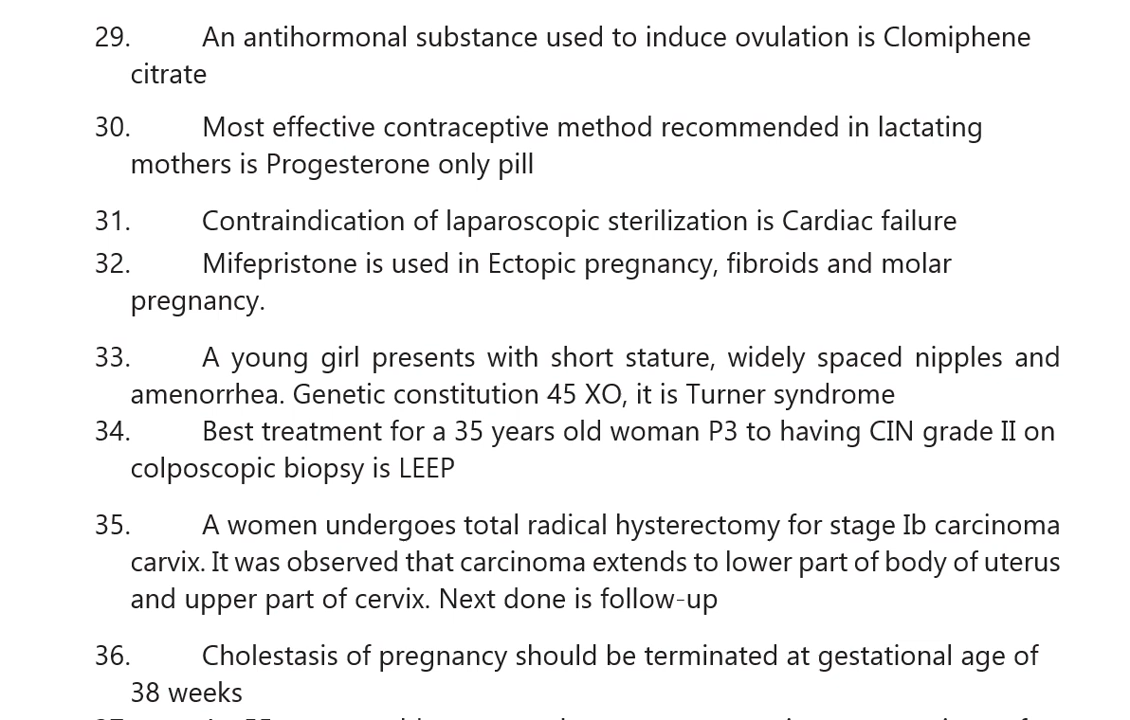 29. An antihormonal substance used to induce ovulation is Clomiphene
citrate
30. Most effective contraceptive method recommended in lactating
mothers is Progesterone only pill
31. Contraindication of laparoscopic sterilization is Cardiac failure
32. Mifepristone is used in Ectopic pregnancy, fibroids and molar
pregnancy.
33. A young girl presents with short stature, widely spaced nipples and
amenorrhea. Genetic constitution 45 XO, it is Turner syndrome
34. Best treatment for a 35 years old woman P3 to having CIN grade II on
colposcopic biopsy is LEEP
35. A women undergoes total radical hysterectomy for stage Ib carcinoma
carvix. It was observed that carcinoma extends to lower part of body of uterus
and upper part of cervix. Next done is follow-up
36. Cholestasis of pregnancy should be terminated at gestational age of
38 weeks